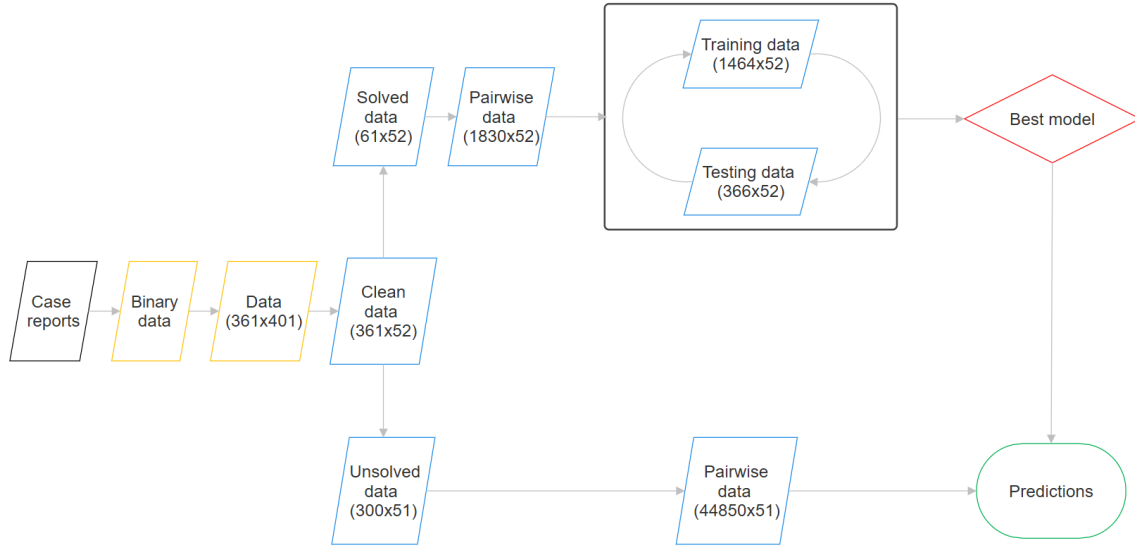 Case
reports
Binary
data
Data
(361x401)
Clean
data
(361x52)
Solved
data
(61x52)
Pairwise
data
(1830x52)
Training data
(1464x52)
Testing data
(366x52)
Best model
Unsolved
data
(300x51)
Pairwise
data
(44850x51)
Predictions